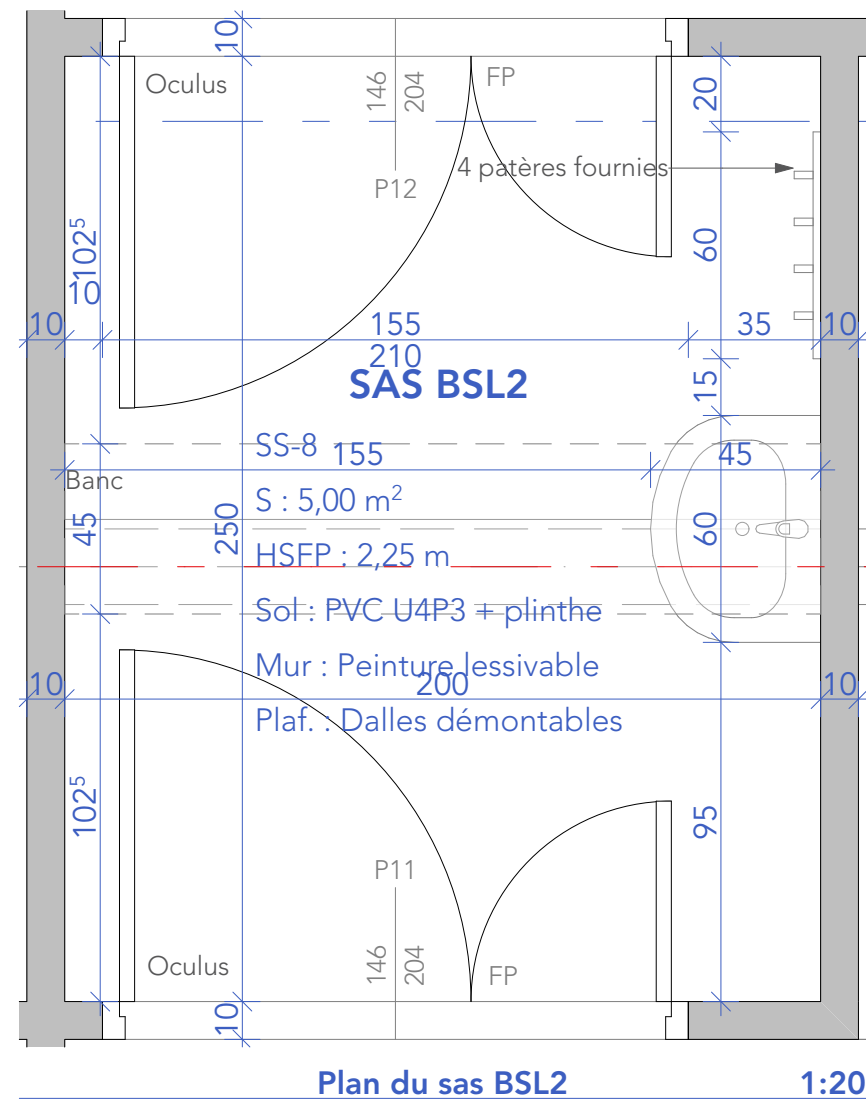 10
Oculus
146
204
FP
20
4 patères fournies
P12
102⁵
60
10
10
155
35
10
210
SAS BSL2
15
SS-8
155
45
Banc
S : 5,00 m²
45
250
60
HSFP : 2,25 m
Sol : PVC U4P3 + plinthe
Mur : Peinture lessivable
10
200
10
Plaf. : Dalles démontables
102⁵
95
P11
Oculus
146
204
FP
10
Plan du sas BSL2
1:20